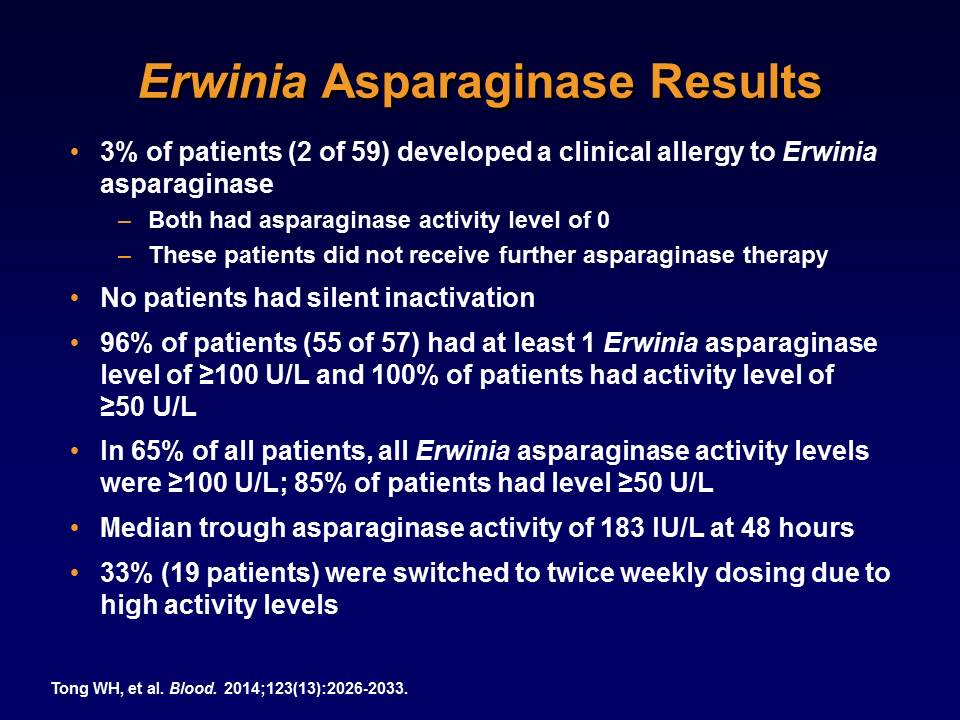 Erwinia Asparaginase Results
• 3% of patients (2 of 59) developed a clinical allergy to Erwinia
asparaginase
– Both had asparaginase activity level of 0
– These patients did not receive further asparaginase therapy
• No patients had silent inactivation
• 96% of patients (55 of 57) had at least 1 Erwinia asparaginase
level of ≥100 U/L and 100% of patients had activity level of
≥50 U/L
• In 65% of all patients, all Erwinia asparaginase activity levels
were ≥100 U/L; 85% of patients had level ≥50 U/L
• Median trough asparaginase activity of 183 IU/L at 48 hours
• 33% (19 patients) were switched to twice weekly dosing due to
high activity levels
Tong WH, et al. Blood. 2014;123(13):2026-2033.